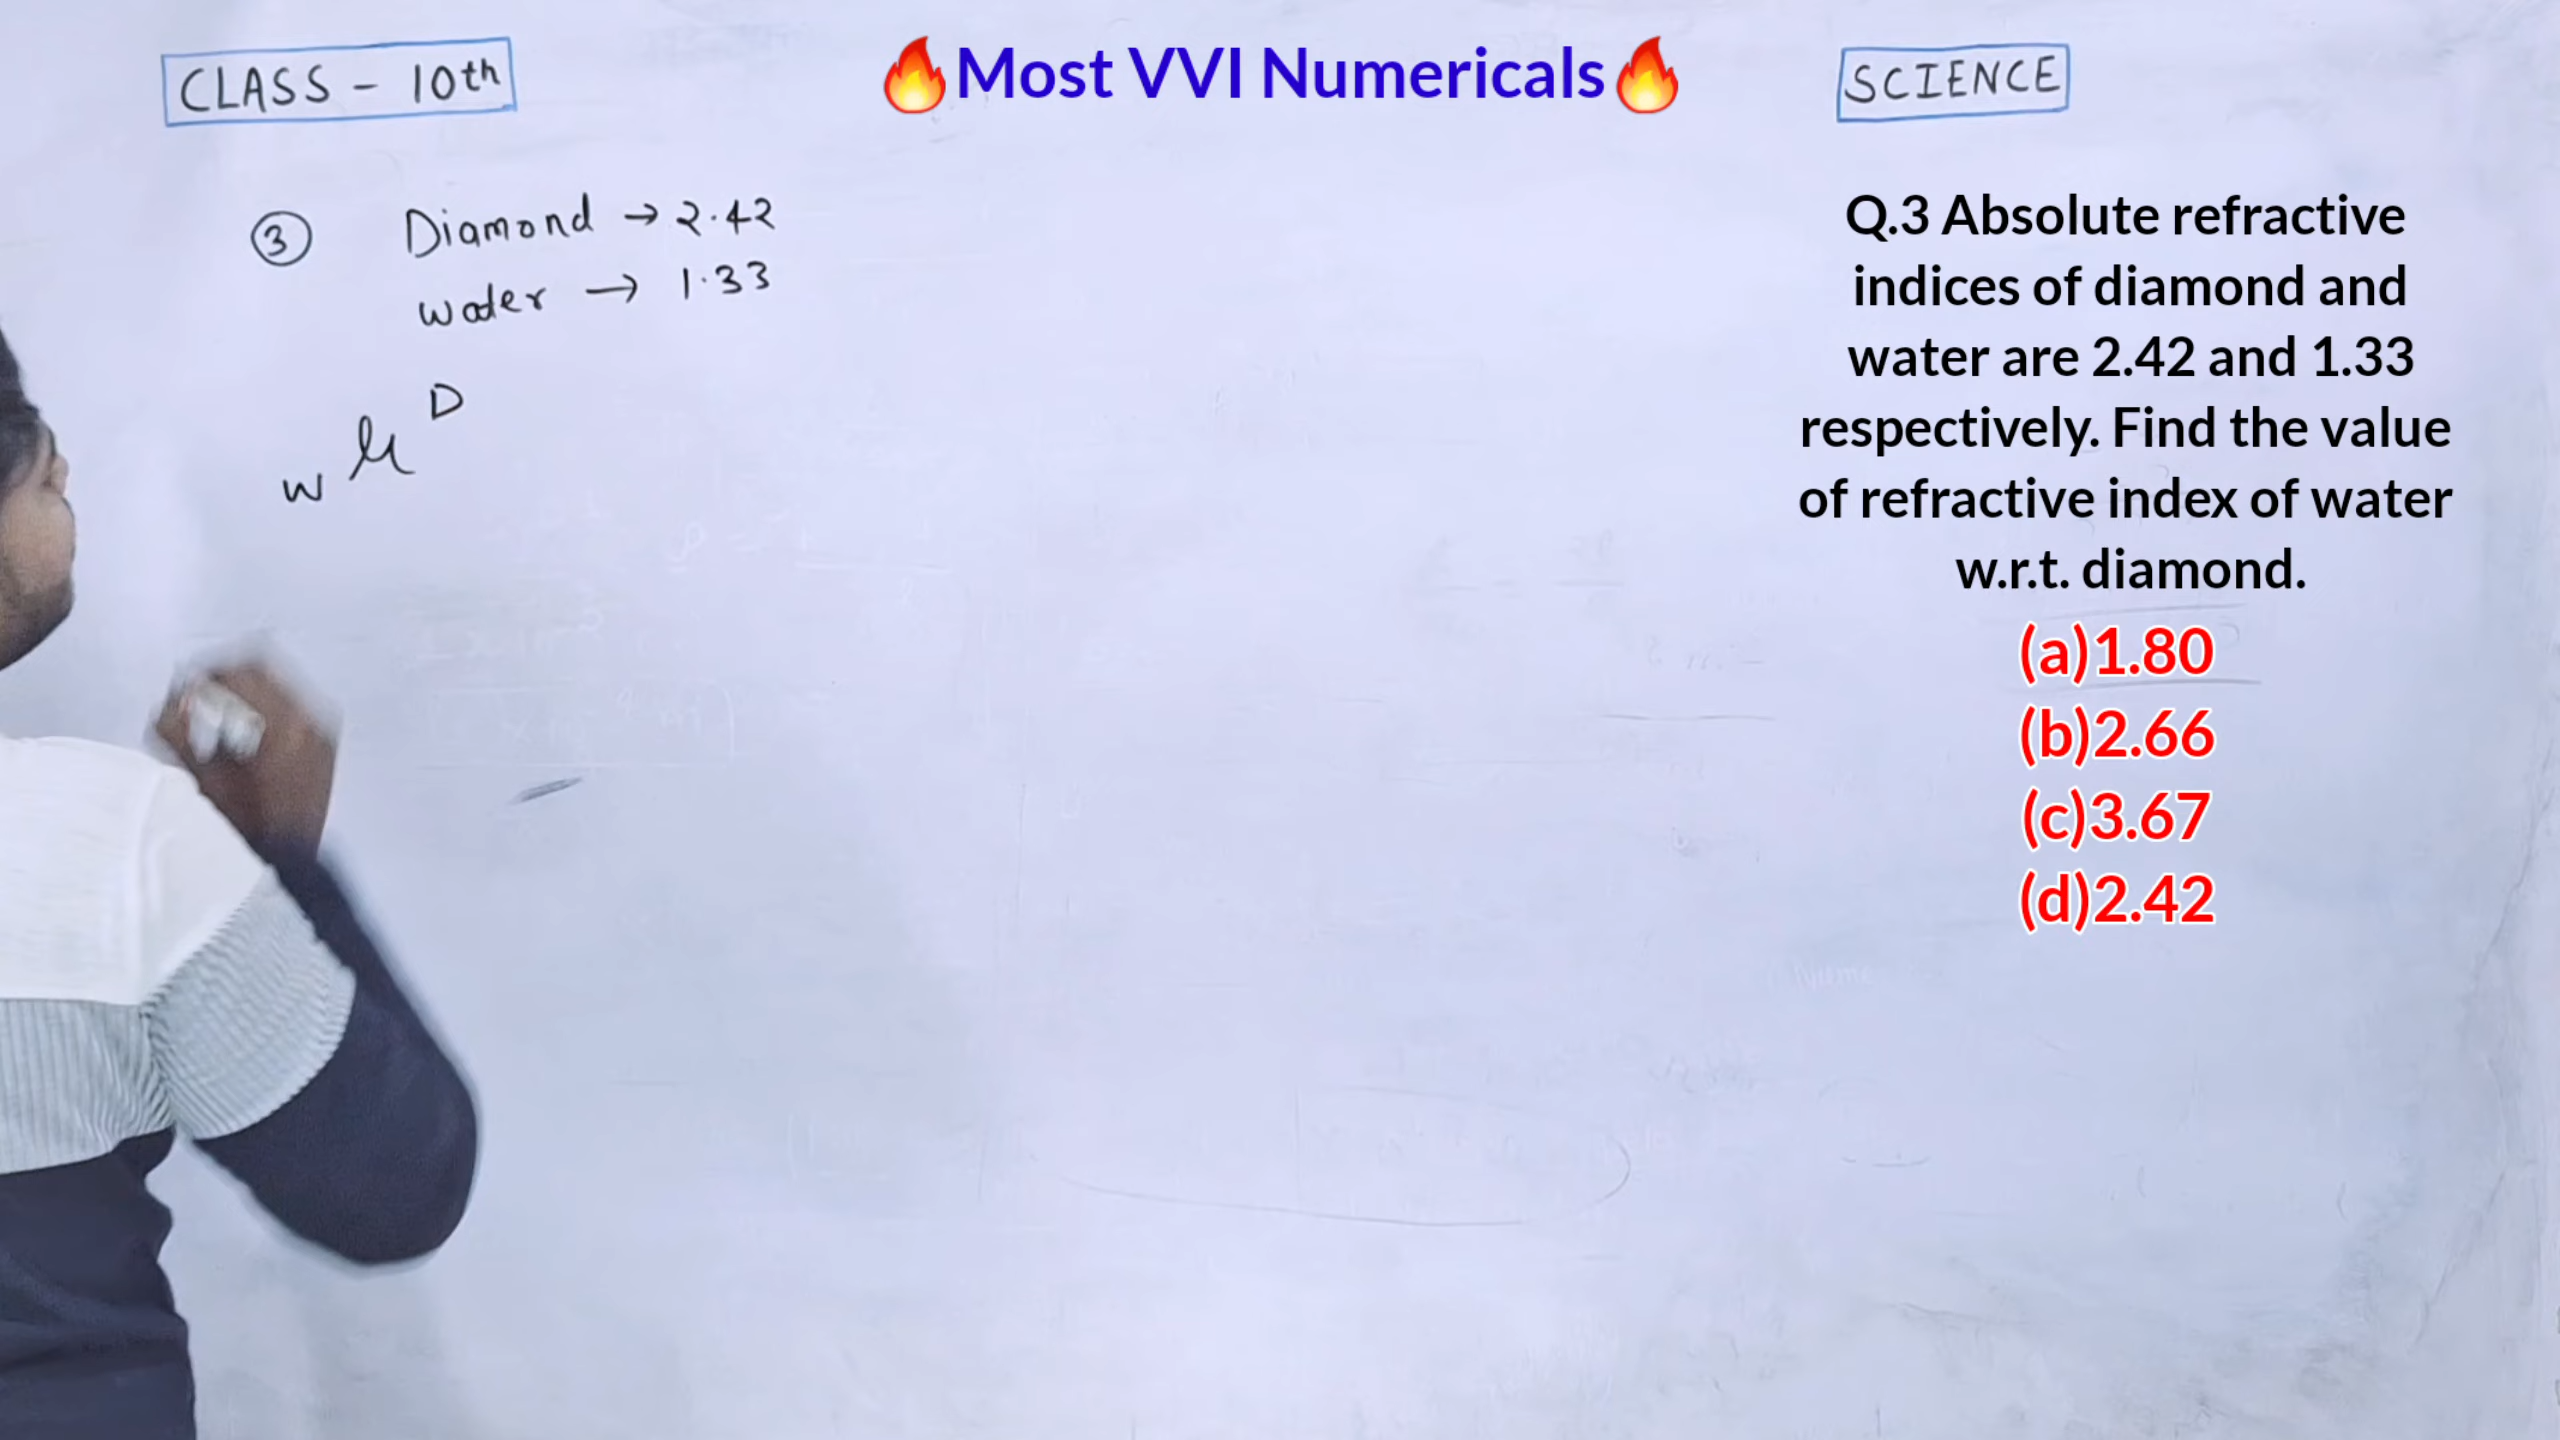 CLASS - 10th
🔥Most VVI Numericals🔥
SCIENCE
③ Diamond → 2.42
water → 1.33
w μ D
Q.3 Absolute refractive
indices of diamond and
water are 2.42 and 1.33
respectively. Find the value
of refractive index of water
w.r.t. diamond.
(a)1.80
(b)2.66
(c)3.67
(d)2.42